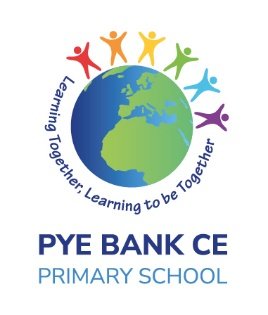 Learning Together, Learning to be Together
PYE BANK CE
PRIMARY SCHOOL